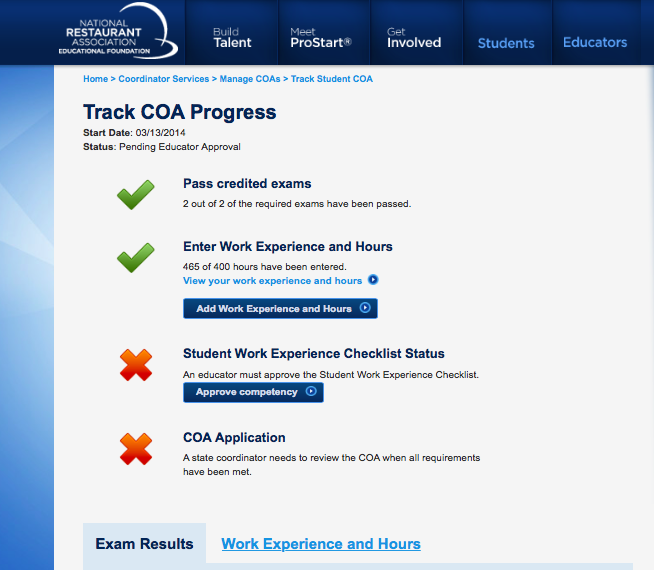 NATIONAL
RESTAURANT
ASSOCIATION
EDUCATIONAL FOUNDATION
Build
Talent
Meet
ProStart®
Get
Involved
Students
Educators
Home > Coordinator Services > Manage COAs > Track Student COA
Track COA Progress
Start Date: 03/13/2014
Status: Pending Educator Approval
Pass credited exams
2 out of 2 of the required exams have been passed.
Enter Work Experience and Hours
465 of 400 hours have been entered.
View your work experience and hours
Add Work Experience and Hours
Student Work Experience Checklist Status
An educator must approve the Student Work Experience Checklist.
Approve competency
COA Application
A state coordinator needs to review the COA when all requirements
have been met.
Exam Results
Work Experience and Hours